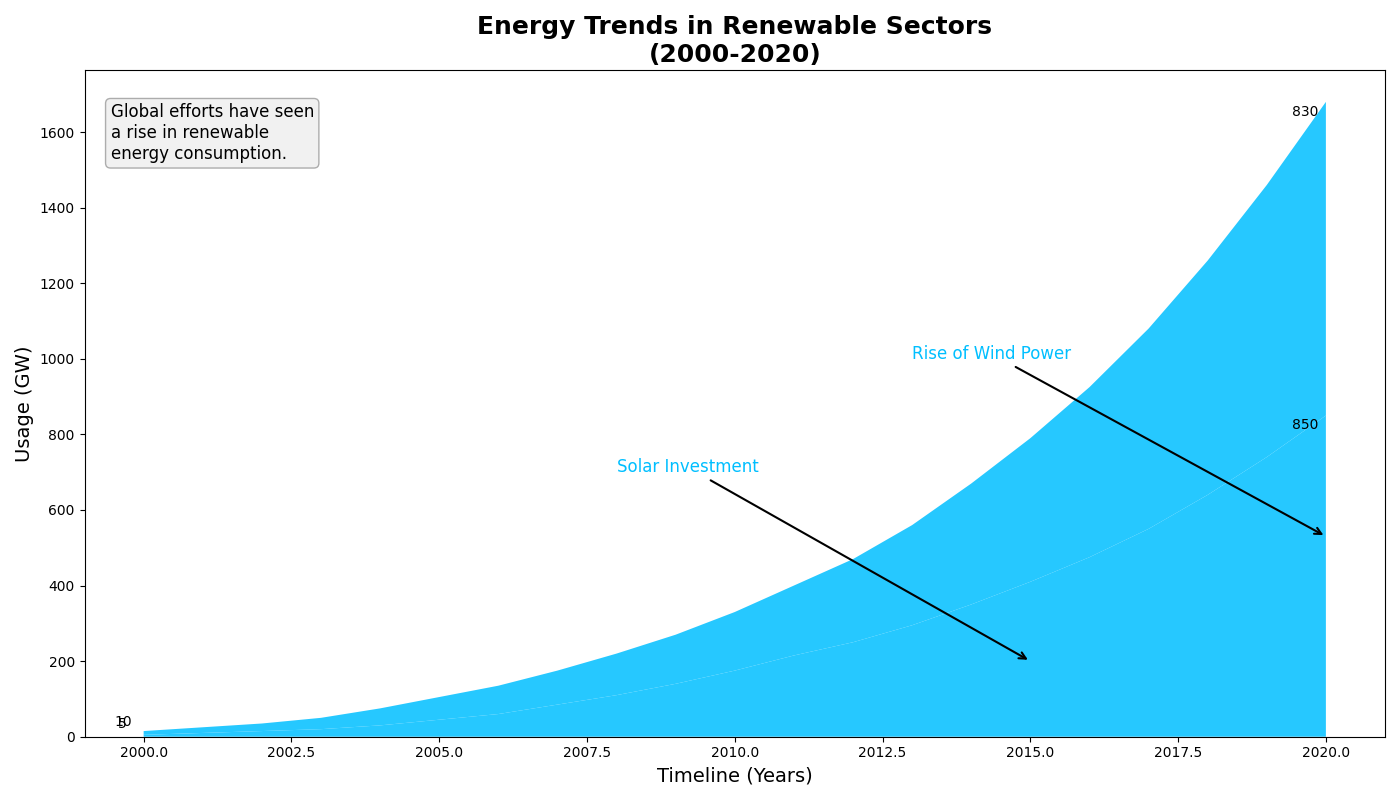 Energy Trends in Renewable Sectors
(2000-2020)
Global efforts have seen
a rise in renewable
energy consumption.
830
850
Rise of Wind Power
Solar Investment
10
5
Usage (GW)
1600
1400
1200
1000
800
600
400
200
0
2000.0
2002.5
2005.0
2007.5
2010.0
2012.5
2015.0
2017.5
2020.0
Timeline (Years)